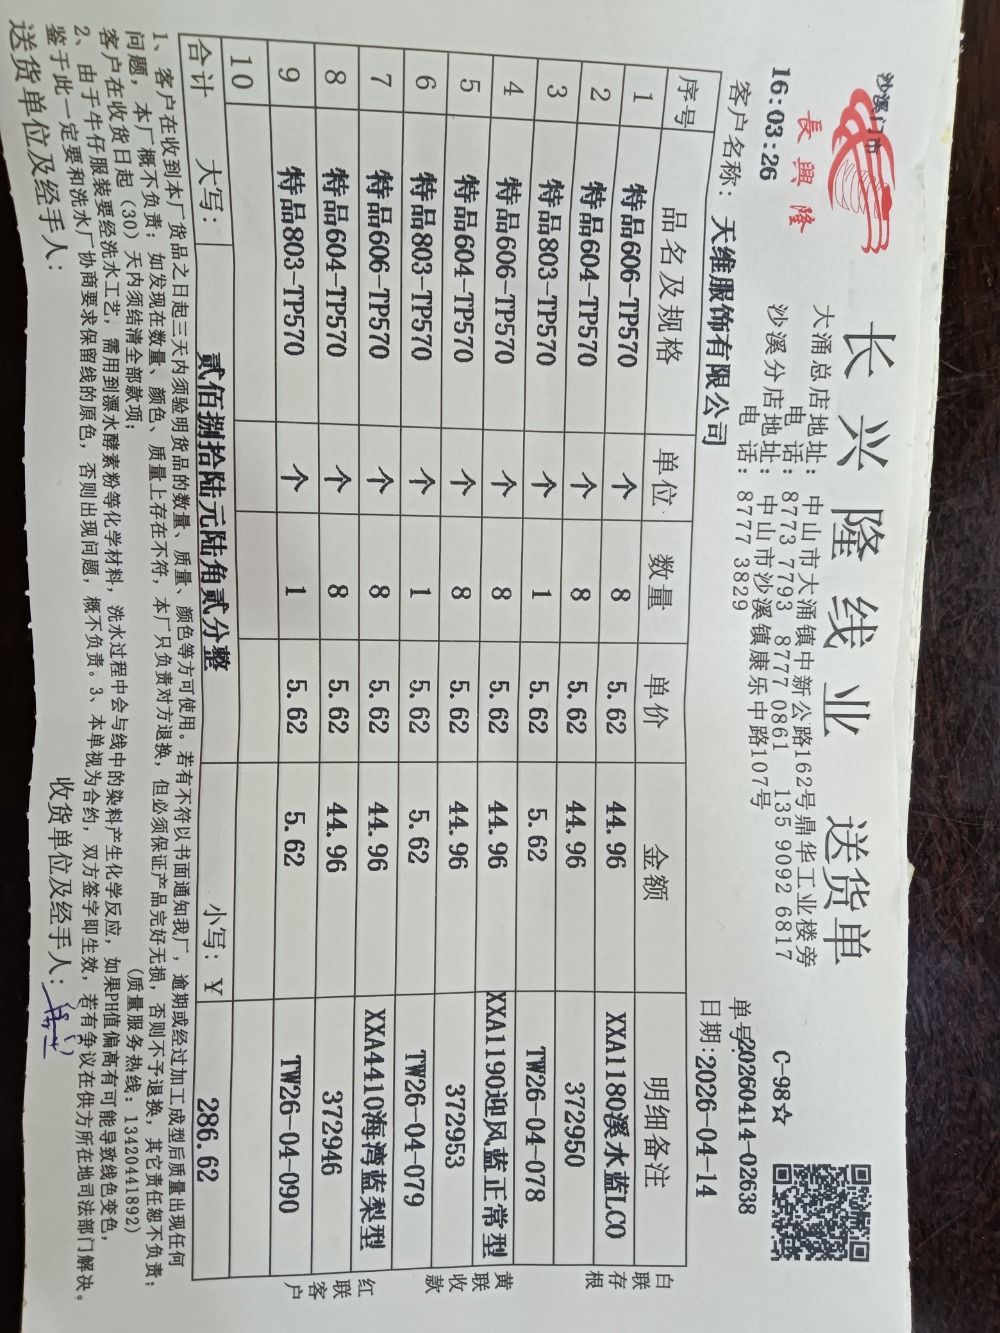 长兴隆线业 送货单
沙溪门市
長興隆
16:03:26
大涌总店地址: 中山市大涌镇中新公路162号鼎华工业楼旁
电 话: 8773 7793 8777 0861 135 9092 6817
沙溪分店地址: 中山市沙溪镇康乐中路107号
电 话: 8777 3829
C-98☆
单号:20260414-02638
客户名称: 天维服饰有限公司 日期:2026-04-14
序号 品名及规格 单位 数量 单价 金额 明细备注
1 特品606-TP570 个 8 5.62 44.96 XXA1180溪水蓝LCO
2 特品604-TP570 个 8 5.62 44.96 372950
3 特品803-TP570 个 1 5.62 5.62 TW26-04-078
4 特品606-TP570 个 8 5.62 44.96 XXA1190迎风蓝正常型
5 特品604-TP570 个 8 5.62 44.96 372953
6 特品803-TP570 个 1 5.62 5.62 TW26-04-079
7 特品606-TP570 个 8 5.62 44.96 XXA4410海湾蓝梨型
8 特品604-TP570 个 8 5.62 44.96 372946
9 特品803-TP570 个 1 5.62 5.62 TW26-04-090
10
合计 大写: 贰佰捌拾陆元陆角贰分整 小写: ¥ 286.62
白联存根
黄联收款
红联客户
1、客户在收到本厂货品之日起三天内须验明货品的数量、质量、颜色等方可使用。若有不符以书面通知我厂, 逾期或经过加工成型后质量出现任何
问题, 本厂概不负责; 如发现在数量、颜色、质量上存在不符, 本厂只负责对方退换, 但必须保证产品完好无损, 否则不予退换, 其它责任恕不负责;
客户在收货日起（30）天内须结清全部款项; (质量服务热线: 13420041892)
2、由于牛仔服装要经洗水工艺, 需用到漂水酵素粉等化学材料, 洗水过程中会与线中的染料产生化学反应, 如果PH值偏高有可能导致线色变色,
鉴于此一定要和洗水厂协商要求保留线的原色, 否则出现问题, 概不负责。3、本单视为合约, 双方签字即生效, 若有争议在供方所在地司法部门解决。
送货单位及经手人: 收货单位及经手人: